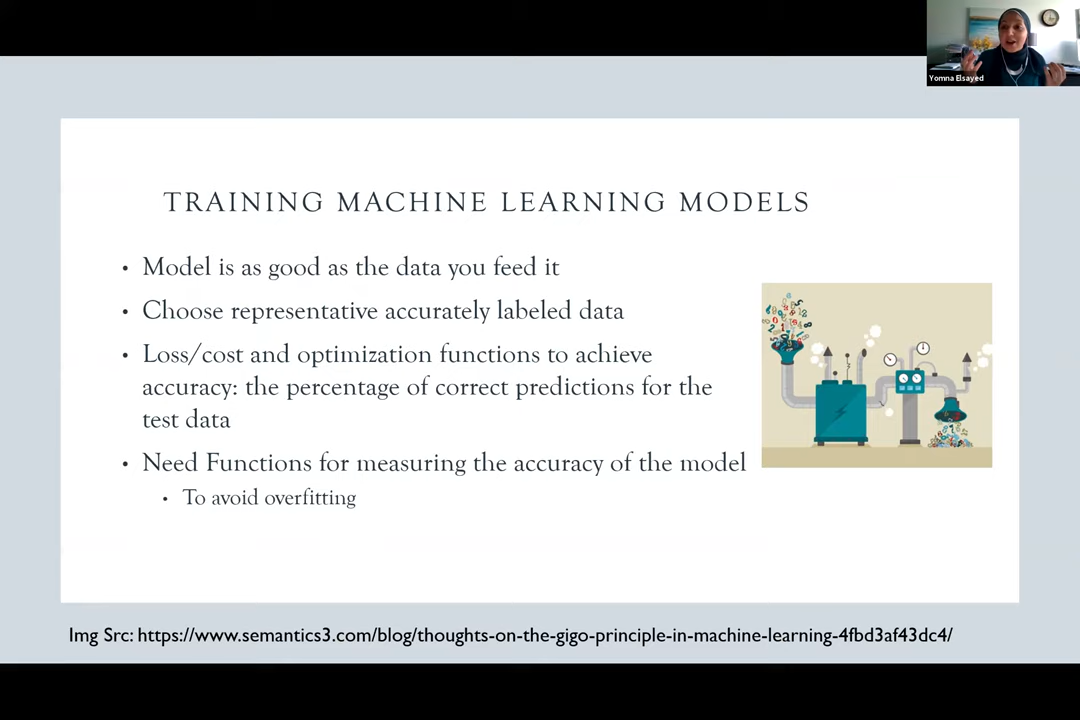 Yomna Elsayed
TRAINING MACHINE LEARNING MODELS
• Model is as good as the data you feed it
• Choose representative accurately labeled data
• Loss/cost and optimization functions to achieve
accuracy: the percentage of correct predictions for the
test data
• Need Functions for measuring the accuracy of the model
• To avoid overfitting
Img Src: https://www.semantics3.com/blog/thoughts-on-the-gigo-principle-in-machine-learning-4fbd3af43dc4/